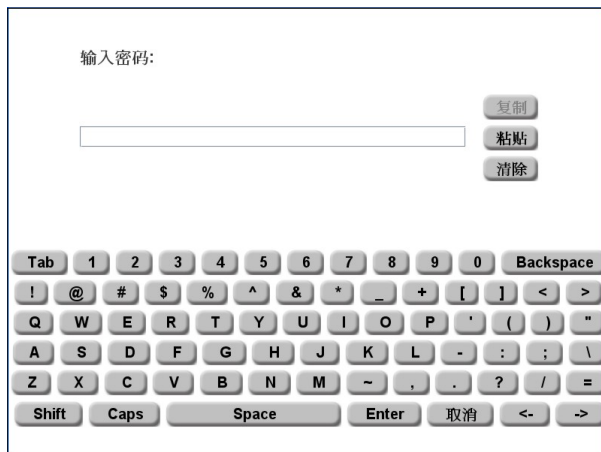 输入密码:
复制
粘贴
清除
Tab 1 2 3 4 5 6 7 8 9 0 Backspace
! @ # $ % ^ & * _ + [ ] < >
Q W E R T Y U I O P ' ( ) "
A S D F G H J K L - : ; \
Z X C V B N M ~ , . ? / =
Shift Caps Space Enter 取消 <- ->